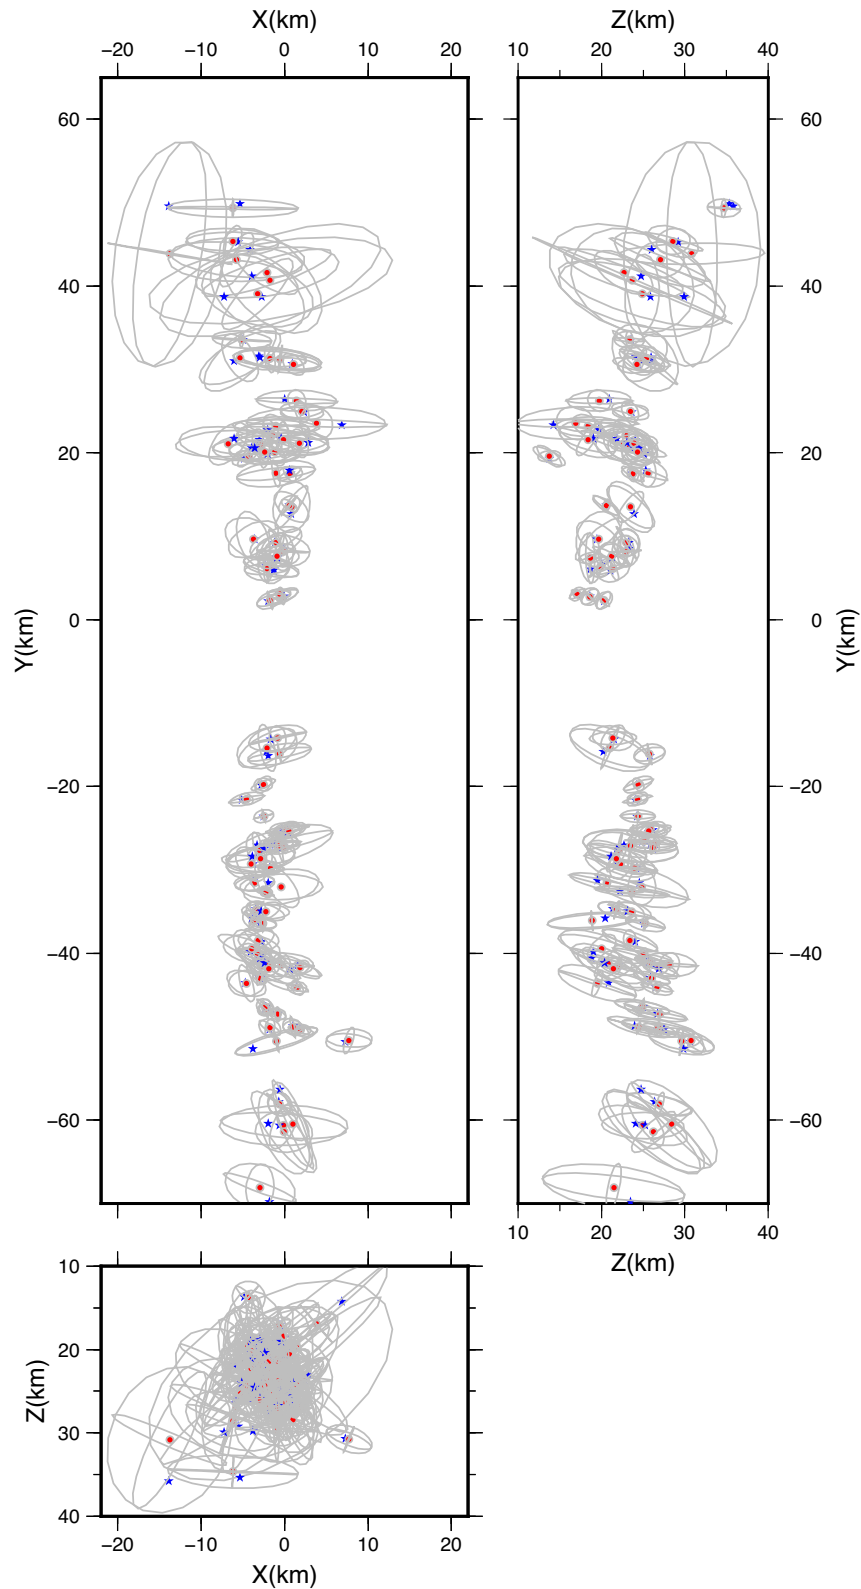 X(km) Z(km)
−20 −10 0 10 20 10 20 30 40
60 60
40 40
20 20
0 0
Y(km) Y(km)
−20 −20
−40 −40
−60 −60
10 20 30 40
Z(km)
10
20
Z(km)
30
40
−20 −10 0 10 20
X(km)